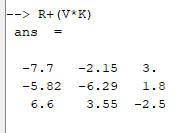 --> R+(V*K)
ans  =
-7.7   -2.15   3.
-5.82  -6.29   1.8
6.6    3.55  -2.5